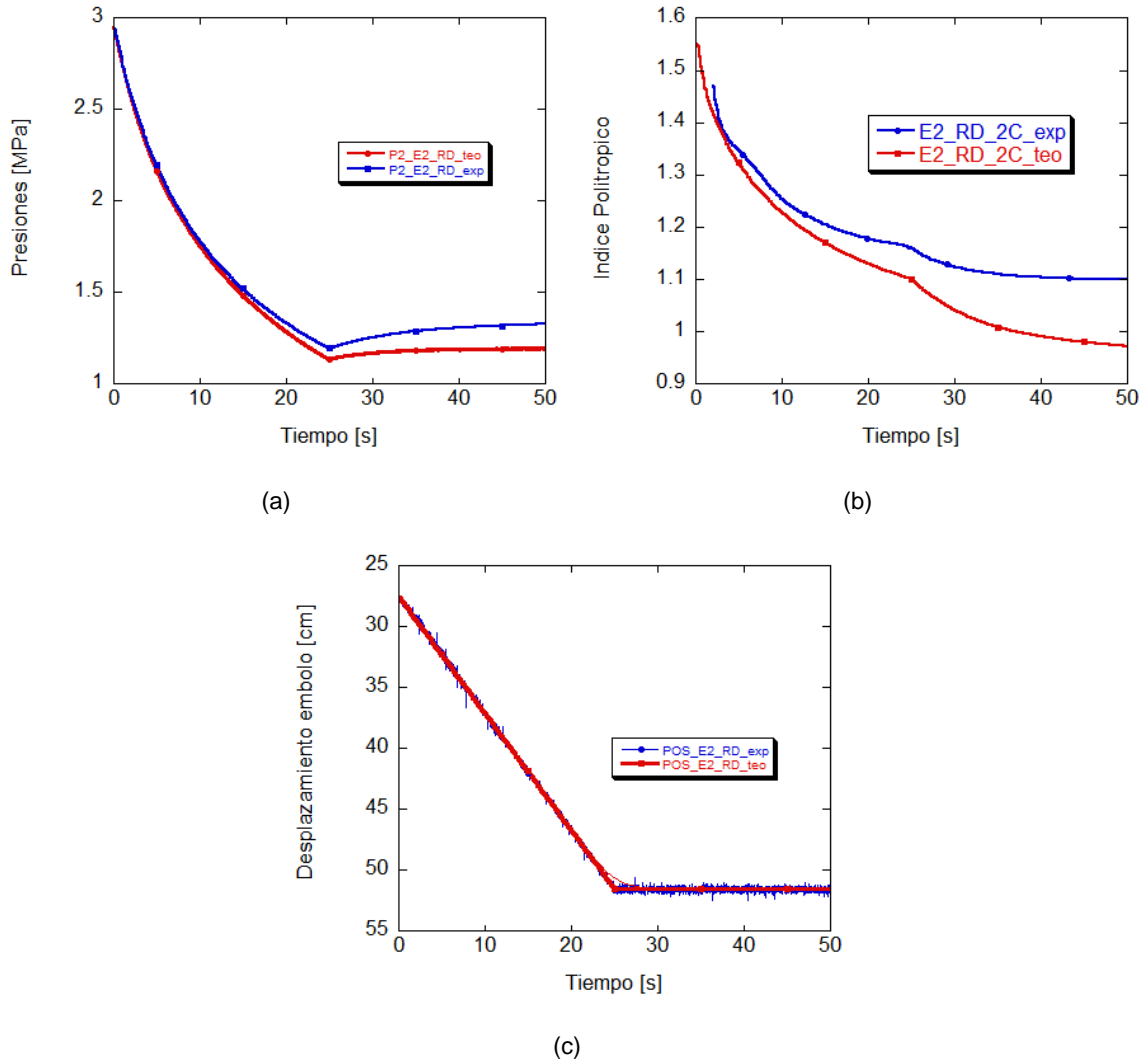 3
2.5
2
1.5
1
0 10 20 30 40 50
Presiones [MPa]
Tiempo [s]
P2_E2_RD_teo
P2_E2_RD_exp
(a)
1.6
1.5
1.4
1.3
1.2
1.1
1
0.9
0 10 20 30 40 50
Indice Politropico
Tiempo [s]
E2_RD_2C_exp
E2_RD_2C_teo
(b)
25
30
35
40
45
50
55
0 10 20 30 40 50
Desplazamiento embolo [cm]
Tiempo [s]
POS_E2_RD_exp
POS_E2_RD_teo
(c)